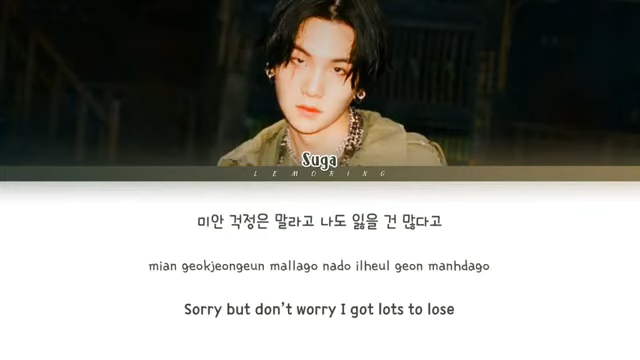 Suga
LEMORING
미안 걱정은 말라고 나도 잃을 건 많다고
mian geokjeongeun mallago nado ilheul geon manhdago
Sorry but don't worry I got lots to lose